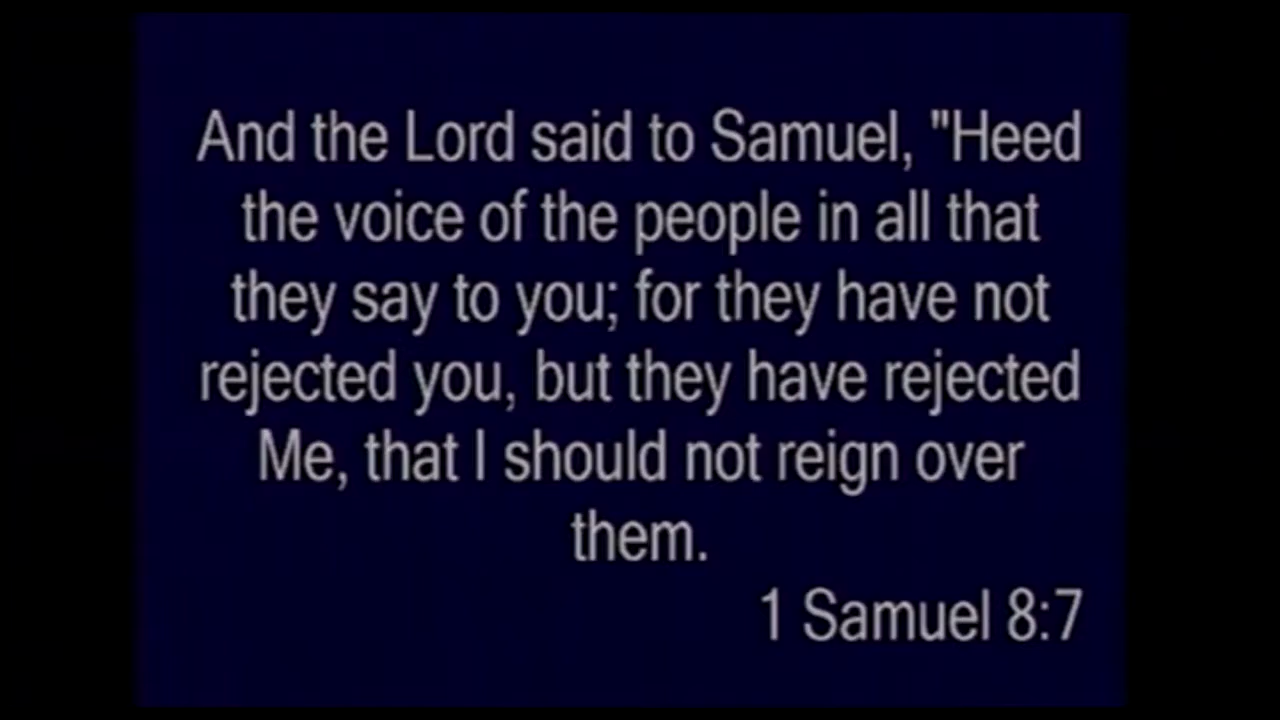 And the Lord said to Samuel, "Heed
the voice of the people in all that
they say to you; for they have not
rejected you, but they have rejected
Me, that I should not reign over
them.
1 Samuel 8:7